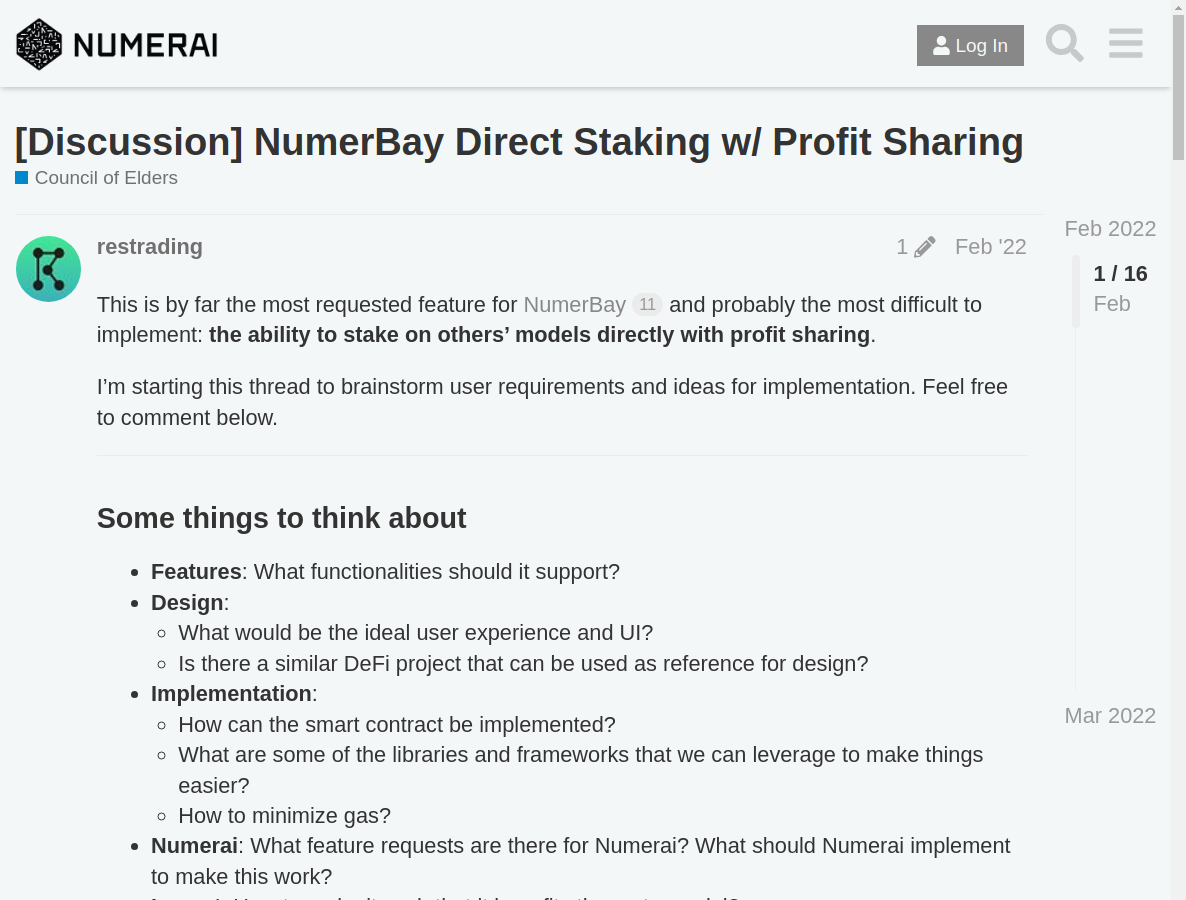 NUMERAI
Log In
[Discussion] NumerBay Direct Staking w/ Profit Sharing
Council of Elders
restrading
1
Feb '22
This is by far the most requested feature for NumerBay 11 and probably the most difficult to
implement: the ability to stake on others’ models directly with profit sharing.
I’m starting this thread to brainstorm user requirements and ideas for implementation. Feel free
to comment below.
Some things to think about
Features: What functionalities should it support?
Design:
What would be the ideal user experience and UI?
Is there a similar DeFi project that can be used as reference for design?
Implementation:
How can the smart contract be implemented?
What are some of the libraries and frameworks that we can leverage to make things
easier?
How to minimize gas?
Numerai: What feature requests are there for Numerai? What should Numerai implement
to make this work?
Feb 2022
1 / 16
Feb
Mar 2022